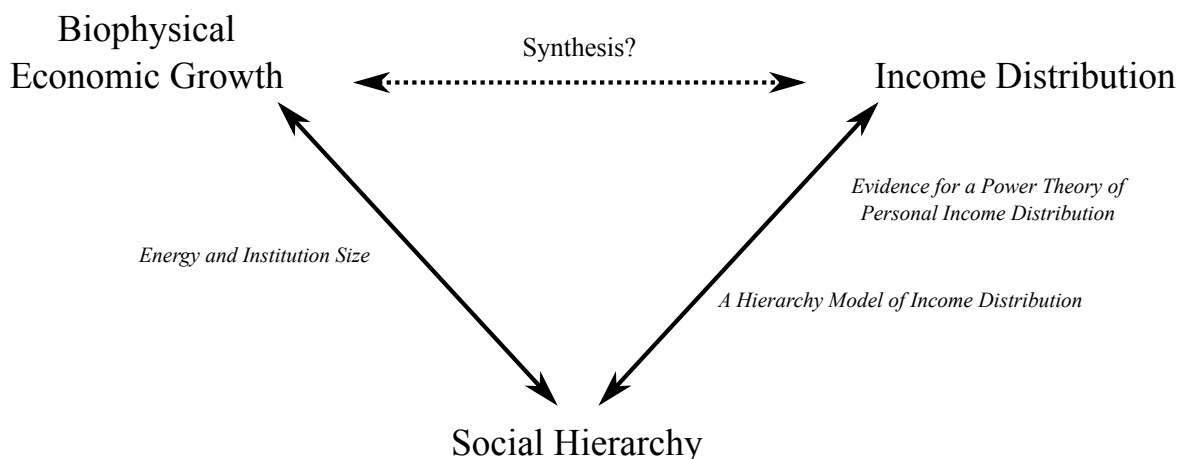 Biophysical
Economic Growth
Synthesis?
Income Distribution
Evidence for a Power Theory of
Personal Income Distribution
Energy and Institution Size
A Hierarchy Model of Income Distribution
Social Hierarchy